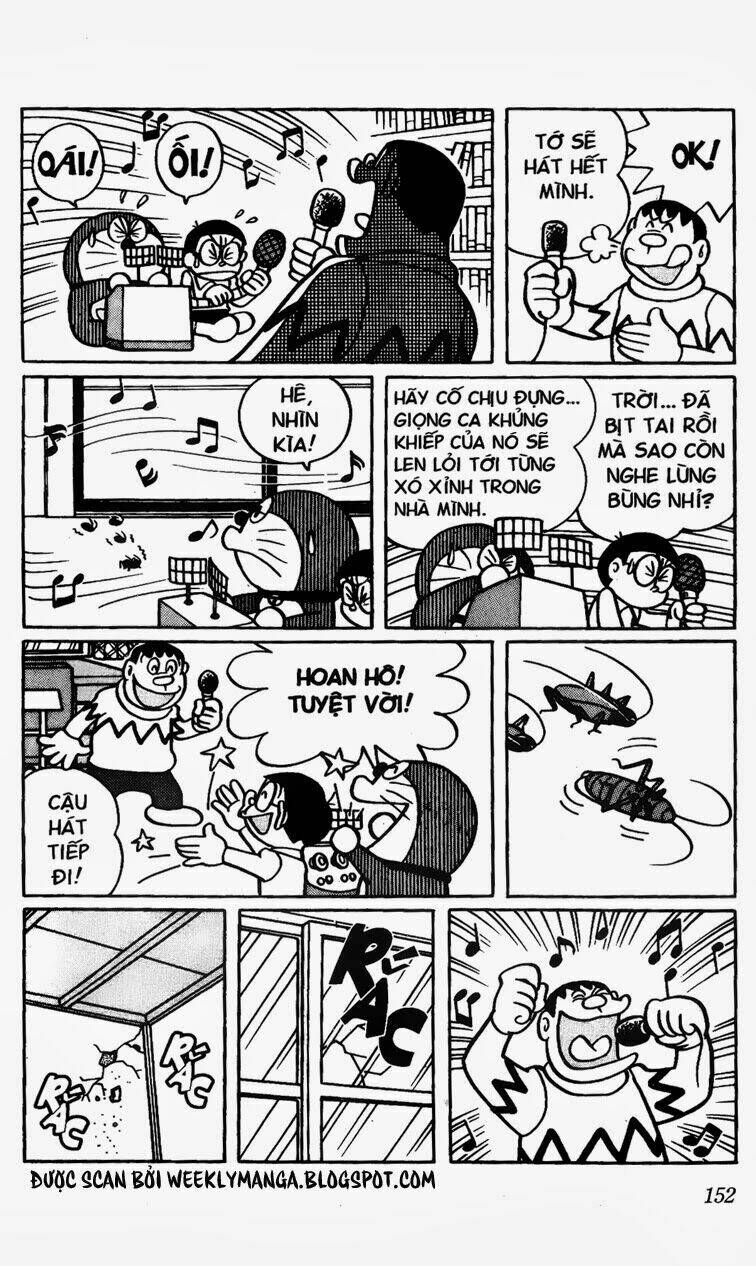 OK!
TỚ SẼ
HÁT HẾT
MÌNH.
ỐI!
OÁI!
TRỜI... ĐÃ
BỊT TAI RỒI
MÀ SAO CÒN
NGHE LÙNG
BÙNG NHỈ?
HÃY CỐ CHỊU ĐỰNG...
GIỌNG CA KHỦNG
KHIẾP CỦA NÓ SẼ
LEN LỎI TỚI TỪNG
XÓ XỈNH TRONG
NHÀ MÌNH.
HÊ,
NHÌN
KÌA!
HOAN HÔ!
TUYỆT VỜI!
CẬU
HÁT
TIẾP
ĐI!
RẮC
RẮC
RẮC
ĐƯỢC SCAN BỞI WEEKLYMANGA.BLOGSPOT.COM
152